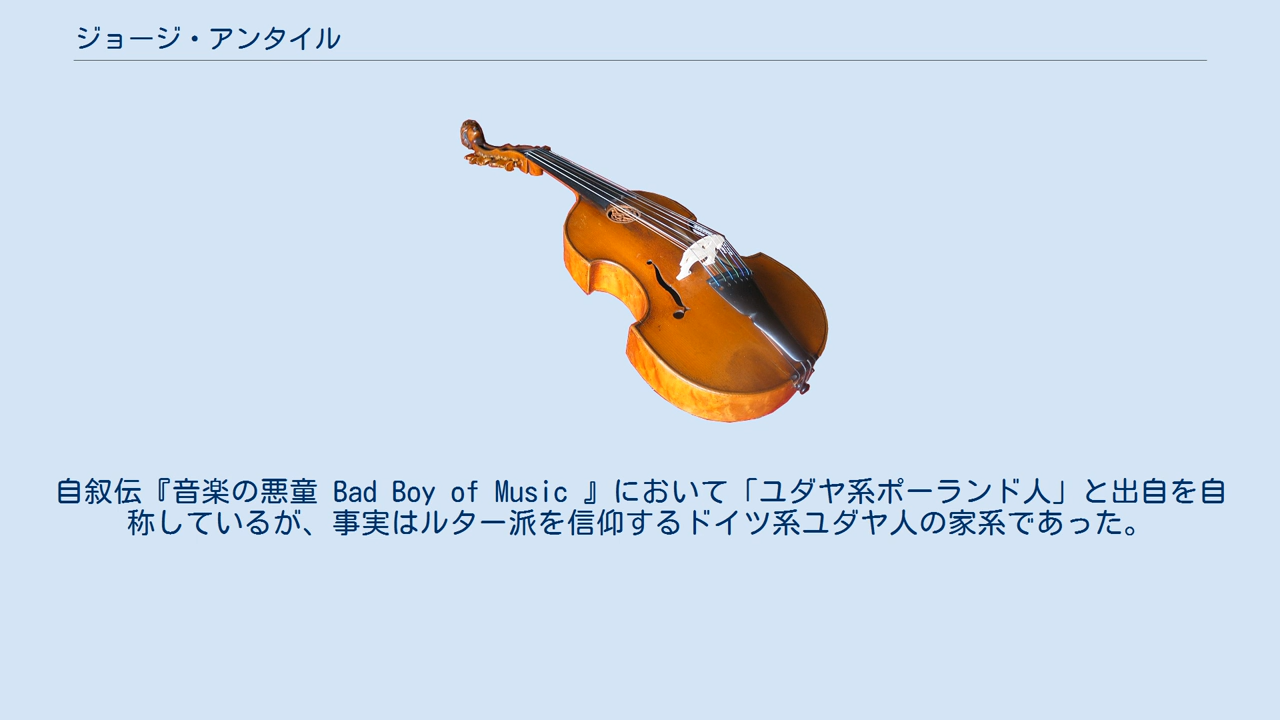 ジョージ・アンタイル
自叙伝『音楽の悪童 Bad Boy of Music 』において「ユダヤ系ポーランド人」と出自を自
称しているが、事実はルター派を信仰するドイツ系ユダヤ人の家系であった。